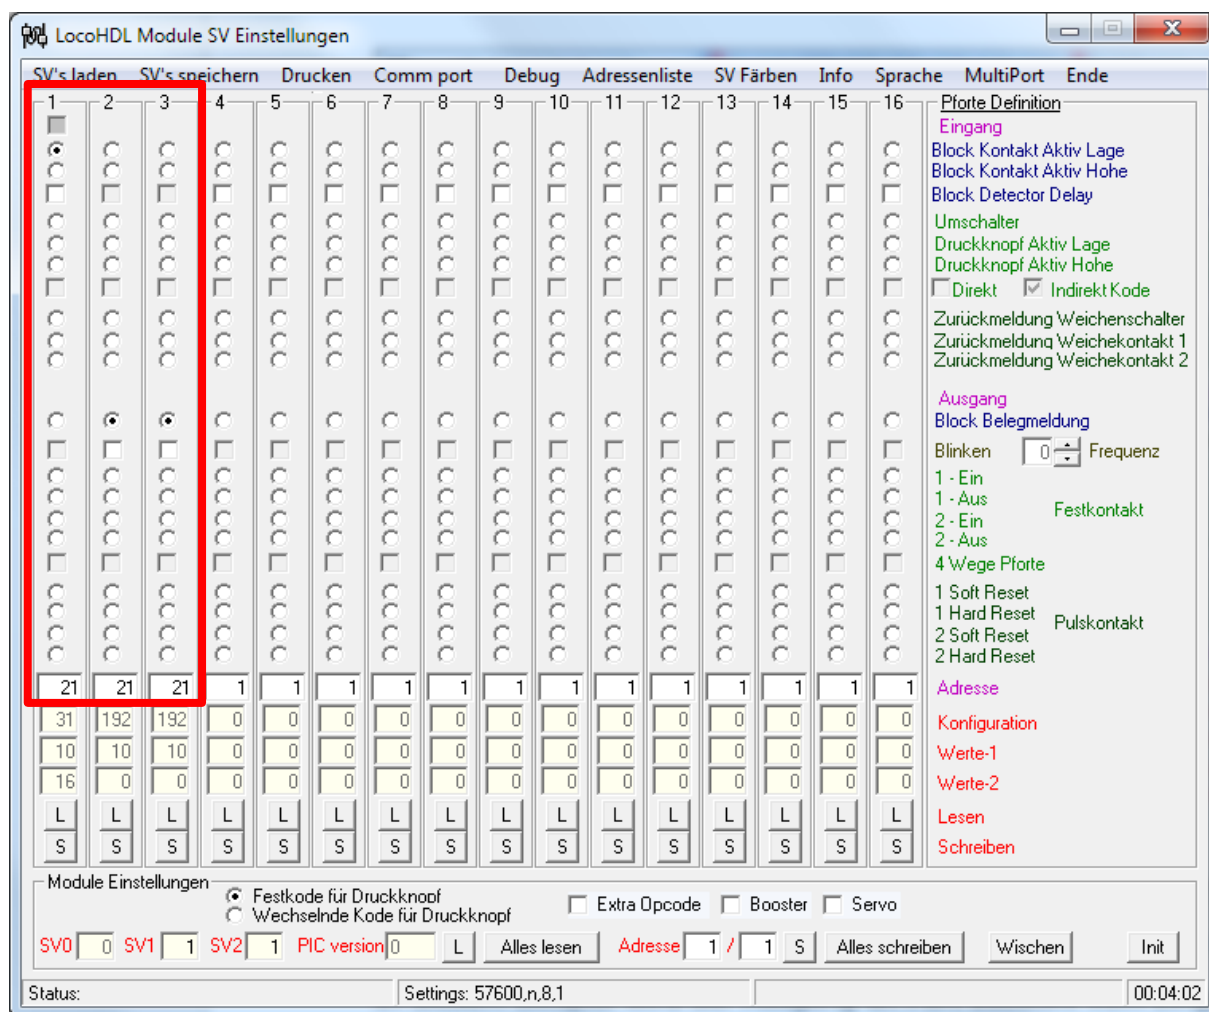 LocoHDL Module SV Einstellungen
SV's laden SV's speichern Drucken Comm port Debug Adressenliste SV Färben Info Sprache MultiPort Ende
1 2 3 4 5 6 7 8 9 10 11 12 13 14 15 16 Pforte Definition
Eingang
Block Kontakt Aktiv Lage
Block Kontakt Aktiv Hohe
Block Detector Delay
Umschalter
Druckknopf Aktiv Lage
Druckknopf Aktiv Hohe
Direkt Indirekt Kode
Zurückmeldung Weichenschalter
Zurückmeldung Weichekontakt 1
Zurückmeldung Weichekontakt 2
Ausgang
Block Belegmeldung
Blinken 0 Frequenz
1 - Ein
1 - Aus
Festkontakt
2 - Ein
2 - Aus
4 Wege Pforte
1 Soft Reset
1 Hard Reset
Pulskontakt
2 Soft Reset
2 Hard Reset
21 21 21 1 1 1 1 1 1 1 1 1 1 1 1 1 Adresse
31 192 192 0 0 0 0 0 0 0 0 0 0 0 0 0 Konfiguration
10 10 10 0 0 0 0 0 0 0 0 0 0 0 0 0 Werte-1
16 0 0 0 0 0 0 0 0 0 0 0 0 0 0 0 Werte-2
L L L L L L L L L L L L L L L L Lesen
S S S S S S S S S S S S S S S S Schreiben
Module Einstellungen
Festkode für Druckknopf
Wechselnde Kode für Druckknopf
Extra Opcode Booster Servo
SV0 0 SV1 1 SV2 1 PIC version 0 L Alles lesen Adresse 1 / 1 S Alles schreiben Wischen Init
Status: Settings: 57600,n,8,1 00:04:02